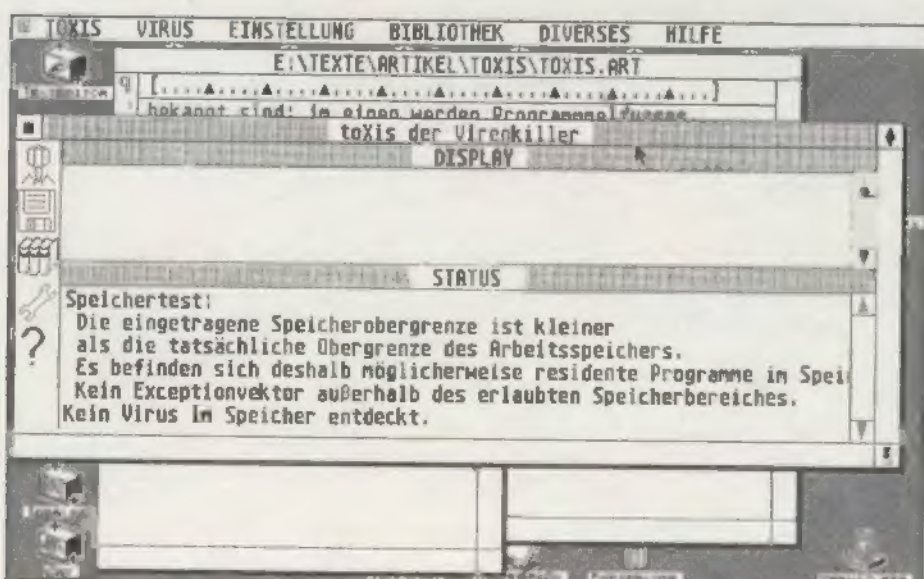 TOXIS VIRUS EINSTELLUNG BIBLIOTHEK DIVERSES HILFE
E:\TEXTE\ARTIKEL\TOXIS\TOXIS.ART
bekannt sind: im einen werden
toXis der Virenkiller
DISPLAY
STATUS
Speichertest:
Die eingetragene Speicherobergrenze ist kleiner
als die tatsächliche Obergrenze des Arbeitsspeichers.
Es befinden sich deshalb möglicherweise residente Programme im Spei
Kein Exceptionvektor außerhalb des erlaubten Speicherbereiches.
Kein Virus im Speicher entdeckt.